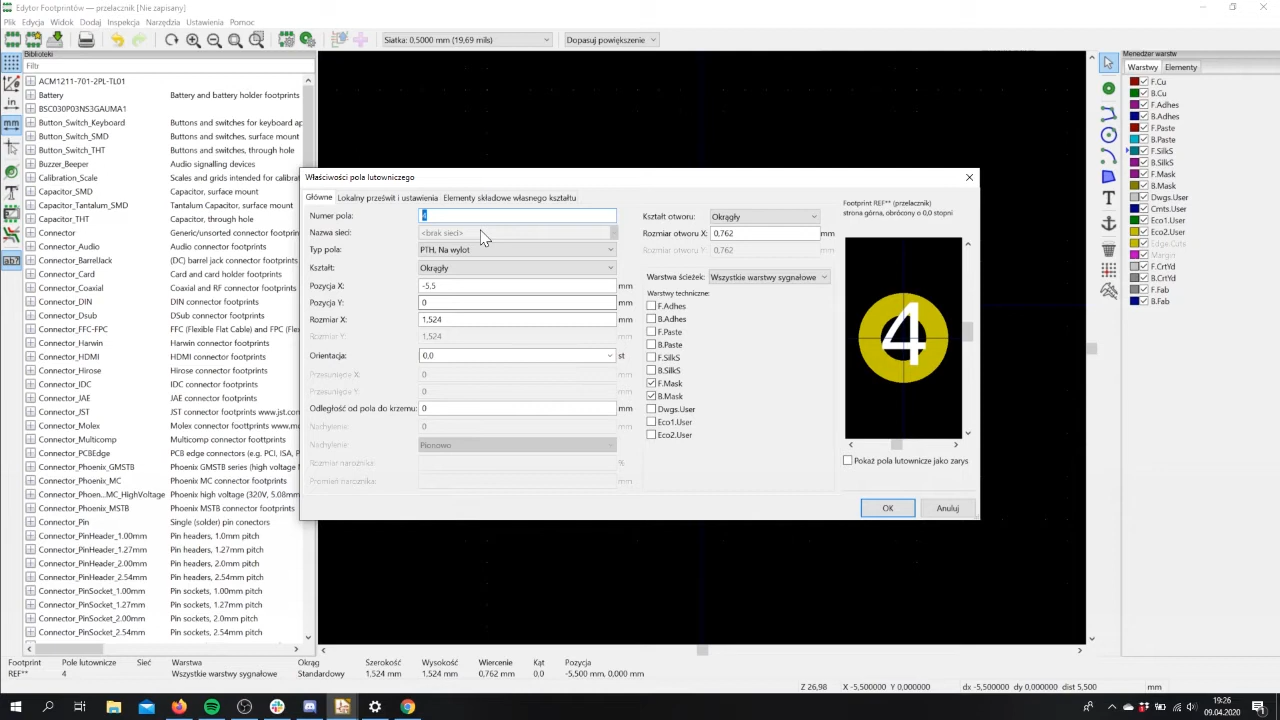 Edytor Footprintów — przełącznik [Nie zapisany]
Plik Edycja Widok Dodaj Inspekcja Narzędzia Ustawienia Pomoc
Siatka: 0,5000 mm (19,69 mils) Dopasuj powiększenie
Biblioteki
Filtr
ACM1211-701-2PL-TL01
Battery Battery and battery holder footprints
BSC030P03NS3GAUMA1
Button_Switch_Keyboard Buttons and switches for keyboard ap
Button_Switch_SMD Buttons and switches, surface mount
Button_Switch_THT Buttons and switches, through hole
Buzzer_Beeper Audio signalling devices
Calibration_Scale Scales and grids intended for calibrat
Capacitor_SMD Capacitor, surface mount
Capacitor_Tantalum_SMD Tantalum Capacitor, surface mount
Capacitor_THT Capacitor, through hole
Connector Generic/unsorted connector footprint
Connector_Audio Audio connector footprints
Connector_BarrelJack DC barrel jack connector footprints
Connector_Card Card and card holder footprints
Connector_Coaxial Coaxial and RF connector footprints
Connector_DIN DIN connector footprints
Connector_Dsub DSub connector footprints
Connector_FFC-FPC FFC (Flexible Flat Cable) and FPC (Fle
Connector_Harwin Harwin connector footprints
Connector_HDMI HDMI connector footprints
Connector_Hirose Hirose connector footprints
Connector_IDC IDC connector footprints
Connector_JAE JAE connector footprints
Connector_JST JST connector footprints www.jst.com
Connector_Molex Molex connector foottprints www.mole
Connector_Multicomp Multicomp connector footprints
Connector_PCBEdge PCB edge connectors (e.g. PCI, ISA, P
Connector_Phoenix_GMSTB Phoenix GMSTB series (high voltage)
Connector_Phoenix_MC Phoenix MC connector footprints
Connector_Phoen...MC_HighVoltage Phoenix high voltage (320V, 5.08mm
Connector_Phoenix_MSTB Phoenix MSTB connector footprints
Connector_Pin Single (solder) pin conectors
Connector_PinHeader_1.00mm Pin headers, 1.0mm pitch
Connector_PinHeader_1.27mm Pin headers, 1.27mm pitch
Connector_PinHeader_2.00mm Pin headers, 2.0mm pitch
Connector_PinHeader_2.54mm Pin headers, 2.54mm pitch
Connector_PinSocket_1.00mm Pin sockets, 1.00mm pitch
Connector_PinSocket_1.27mm Pin sockets, 1.27mm pitch
Connector_PinSocket_2.00mm Pin sockets, 2.0mm pitch
Connector_PinSocket_2.54mm Pin sockets, 2.54mm pitch
in
mm
ab?
Właściwości pola lutowniczego
Główne Lokalny prześwit i ustawienia Elementy składowe własnego kształtu
Numer pola: 4
Nazwa sieci: <brak sieci>
Typ pola: PTH, Na wylot
Kształt: Okrągły
Pozycja X: -5,5 mm
Pozycja Y: 0 mm
Rozmiar X: 1,524 mm
Rozmiar Y: 1,524 mm
Orientacja: 0,0 st
Przesunięcie X: 0 mm
Przesunięcie Y: 0 mm
Odległość od pola do krzemu: 0 mm
Nachylenie: 0 mm
Nachylenie: Pionowo
Rozmiar narożnika: %
Promień narożnika: mm
Kształt otworu: Okrągły
Rozmiar otworu X: 0,762 mm
Rozmiar otworu Y: 0,762 mm
Warstwa ścieżek: Wszystkie warstwy sygnałowe
Warstwy techniczne:
F.Adhes
B.Adhes
F.Paste
B.Paste
F.SilkS
B.SilkS
F.Mask
B.Mask
Dwgs.User
Eco1.User
Eco2.User
Footprint REF** (przełącznik)
strona górna, obrócony o 0,0 stopni
4
Pokaż pola lutownicze jako zarys
OK Anuluj
Menedżer warstw
Warstwy Elementy
F.Cu
B.Cu
F.Adhes
B.Adhes
F.Paste
B.Paste
F.SilkS
B.SilkS
F.Mask
B.Mask
Dwgs.User
Cmts.User
Eco1.User
Eco2.User
Edge.Cuts
Margin
F.CrtYd
B.CrtYd
F.Fab
B.Fab
Footprint Pole lutownicze Sieć Warstwa Okrąg Szerokość Wysokość Wiercenie Kąt Pozycja
REF** 4 Wszystkie warstwy sygnałowe Standardowy 1,524 mm 1,524 mm 0,762 mm 0,0 -5,500 mm, 0,000 mm
Z 26,98 X -5,500000 Y 0,000000 dx -5,500000 dy 0,000000 dist 5,500 mm
19:26
09.04.2020